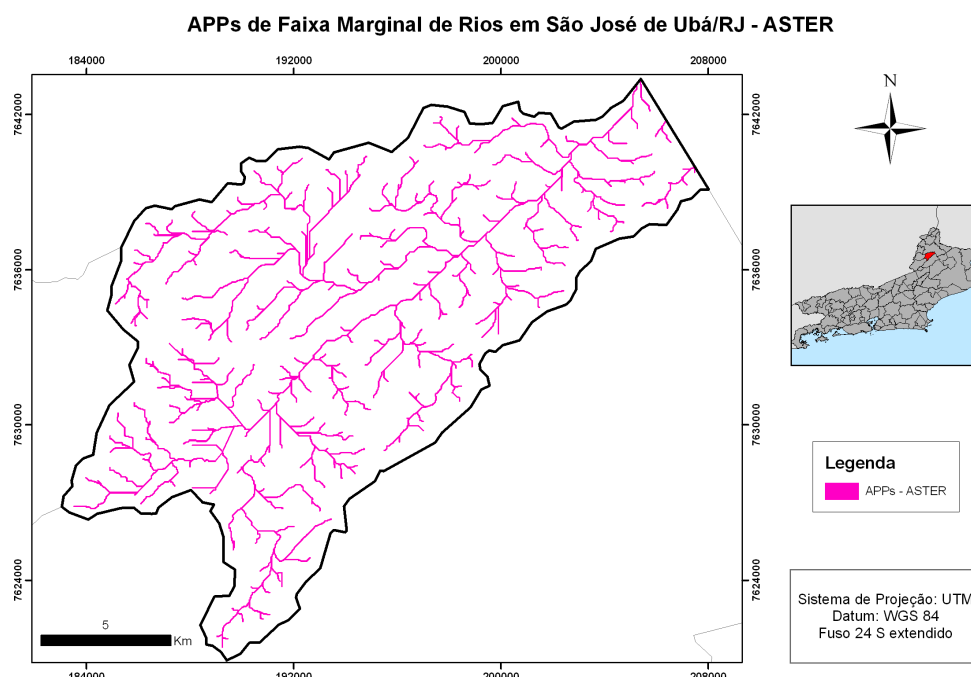 APPs de Faixa Marginal de Rios em São José de Ubá/RJ - ASTER
184000 192000 200000 208000
N
7642000 7642000
7636000 7636000
7630000 7630000
Legenda
APPs - ASTER
7624000 7624000
Sistema de Projeção: UTM
Datum: WGS 84
Fuso 24 S extendido
5
Km
184000 192000 200000 208000